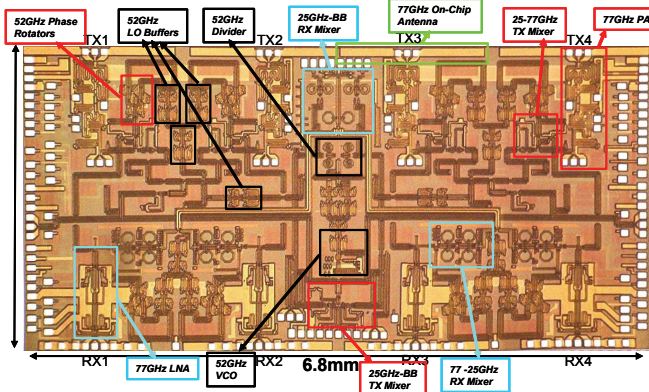 52GHz Phase
Rotators
TX1
52GHz
LO Buffers
52GHz
Divider
TX2
25GHz-BB
RX Mixer
77GHz On-Chip
Antenna
TX3
25-77GHz
TX Mixer
TX4
77GHz PA
RX1
77GHz LNA
52GHz
VCO
RX2
6.8mm
25GHz-BB
TX Mixer
RX3
77 -25GHz
RX Mixer
RX4